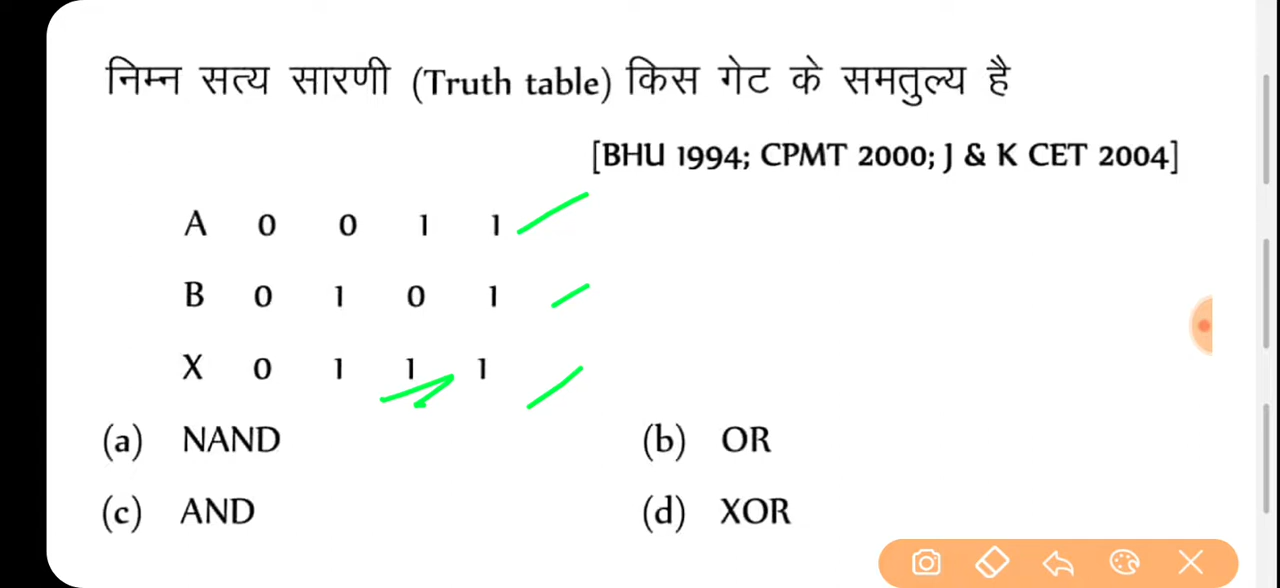 निम्न सत्य सारणी (Truth table) किस गेट के समतुल्य है
[BHU 1994; CPMT 2000; J & K CET 2004]
A 0 0 1 1
B 0 1 0 1
X 0 1 1 1
(a) NAND (b) OR
(c) AND (d) XOR